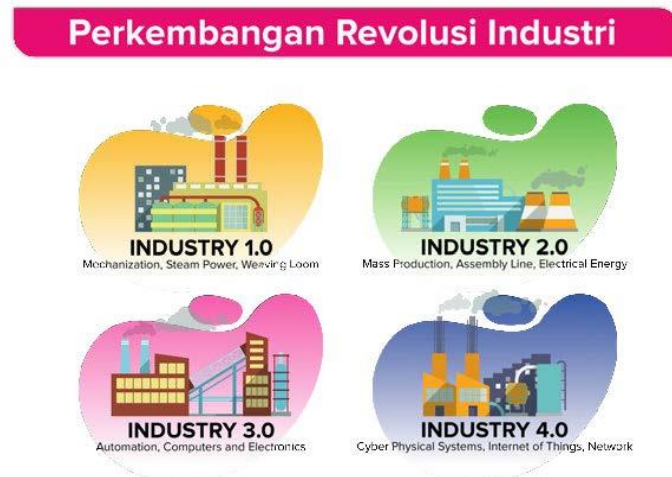 Perkembangan Revolusi Industri
INDUSTRY 1.0
Mechanization, Steam Power, Weaving Loom
INDUSTRY 2.0
Mass Production, Assembly Line, Electrical Energy
INDUSTRY 3.0
Automation, Computers and Electronics
INDUSTRY 4.0
Cyber Physical Systems, Internet of Things, Network